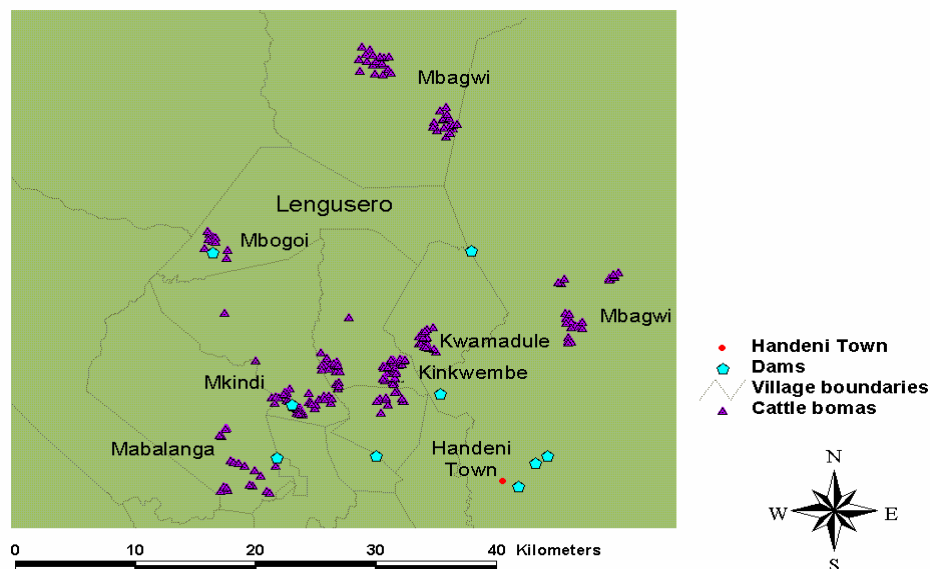 Mbagwi
Lengusero
Mbogoi
Mbagwi
Kwamadule
Kinkwembe
Mkindi
Mabalanga
Handeni
Town
Handeni Town
Dams
Village boundaries
Cattle bomas
N
W E
S
0 20 30 40 Kilometers